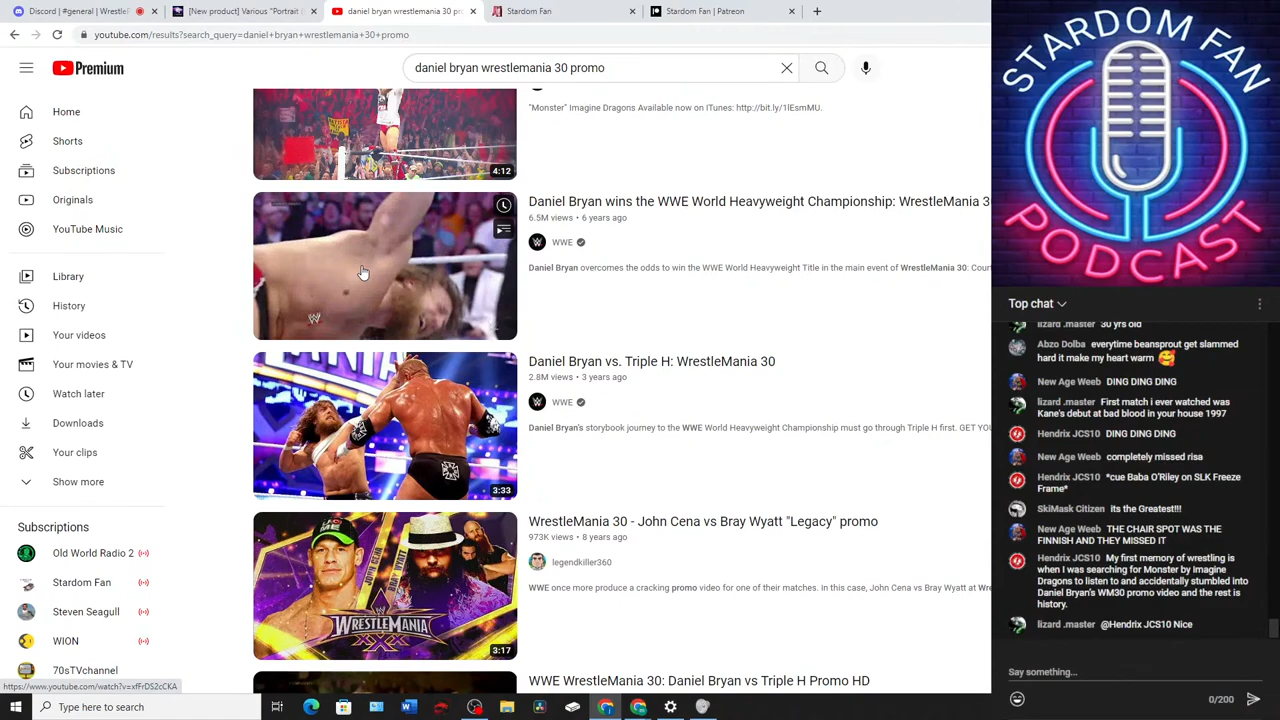 Discord | #general | Wrestlef
[New product] Various "Portrait (
daniel bryan wrestlemania 30 pr
Stardom Fan
Stardom Fan | Patreon
youtube.com/results?search_query=daniel+bryan+wrestlemania+30+promo
Premium
daniel bryan wrestlemania 30 promo
Home
Shorts
Subscriptions
Originals
YouTube Music
Library
History
Your videos
Your movies & TV
Watch later
Downloads
Your clips
Show more
Subscriptions
Old World Radio 2
Stardom Fan
Steven Seagull
WION
70sTVchannel
https://www.youtube.com/watch?v=xfFrDS2cCKA
"Monster" Imagine Dragons Available now on ITunes: http://bit.ly/1lEsmMU.
4:12
Daniel Bryan wins the WWE World Heavyweight Championship: WrestleMania 3
6.5M views • 6 years ago
WWE
Daniel Bryan overcomes the odds to win the WWE World Heavyweight Title in the main event of WrestleMania 30: Cour
Daniel Bryan vs. Triple H: WrestleMania 30
2.8M views • 3 years ago
WWE
Daniel Bryan's storybook journey to the WWE World Heavyweight Championship must go through Triple H first. GET YOU
3:33
WrestleMania 30 - John Cena vs Bray Wyatt "Legacy" promo
973K views • 8 years ago
legendkiller360
WWE once more produce a cracking promo video for one of their matches. In this case, John Cena vs Bray Wyatt at Wre
WRESTLEMANIA
XXX
3:17
WWE WrestleMania 30: Daniel Bryan vs Triple H Promo HD
STARDOM FAN
PODCAST
Top chat
lizard .master 30 yrs old
Abzo Dolba everytime beansprout get slammed
hard it make my heart warm
New Age Weeb DING DING DING
lizard .master First match i ever watched was
Kane's debut at bad blood in your house 1997
Hendrix JCS10 DING DING DING
New Age Weeb completely missed risa
Hendrix JCS10 *cue Baba O'Riley on SLK Freeze
Frame*
SkiMask Citizen its the Greatest!!!
New Age Weeb THE CHAIR SPOT WAS THE
FINNISH AND THEY MISSED IT
Hendrix JCS10 My first memory of wrestling is
when I was searching for Monster by Imagine
Dragons to listen to and accidentally stumbled into
Daniel Bryan's WM30 promo video and the rest is
history.
lizard .master @Hendrix JCS10 Nice
Say something...
0/200
Type here to search